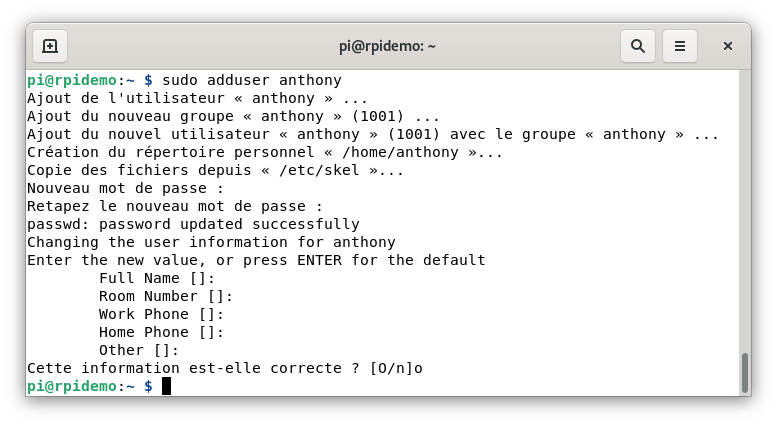 pi@rpidemo: ~
pi@rpidemo:~ $ sudo adduser anthony
Ajout de l'utilisateur « anthony » ...
Ajout du nouveau groupe « anthony » (1001) ...
Ajout du nouvel utilisateur « anthony » (1001) avec le groupe « anthony » ...
Création du répertoire personnel « /home/anthony »...
Copie des fichiers depuis « /etc/skel »...
Nouveau mot de passe :
Retapez le nouveau mot de passe :
passwd: password updated successfully
Changing the user information for anthony
Enter the new value, or press ENTER for the default
        Full Name []:
        Room Number []:
        Work Phone []:
        Home Phone []:
        Other []:
Cette information est-elle correcte ? [O/n]o
pi@rpidemo:~ $